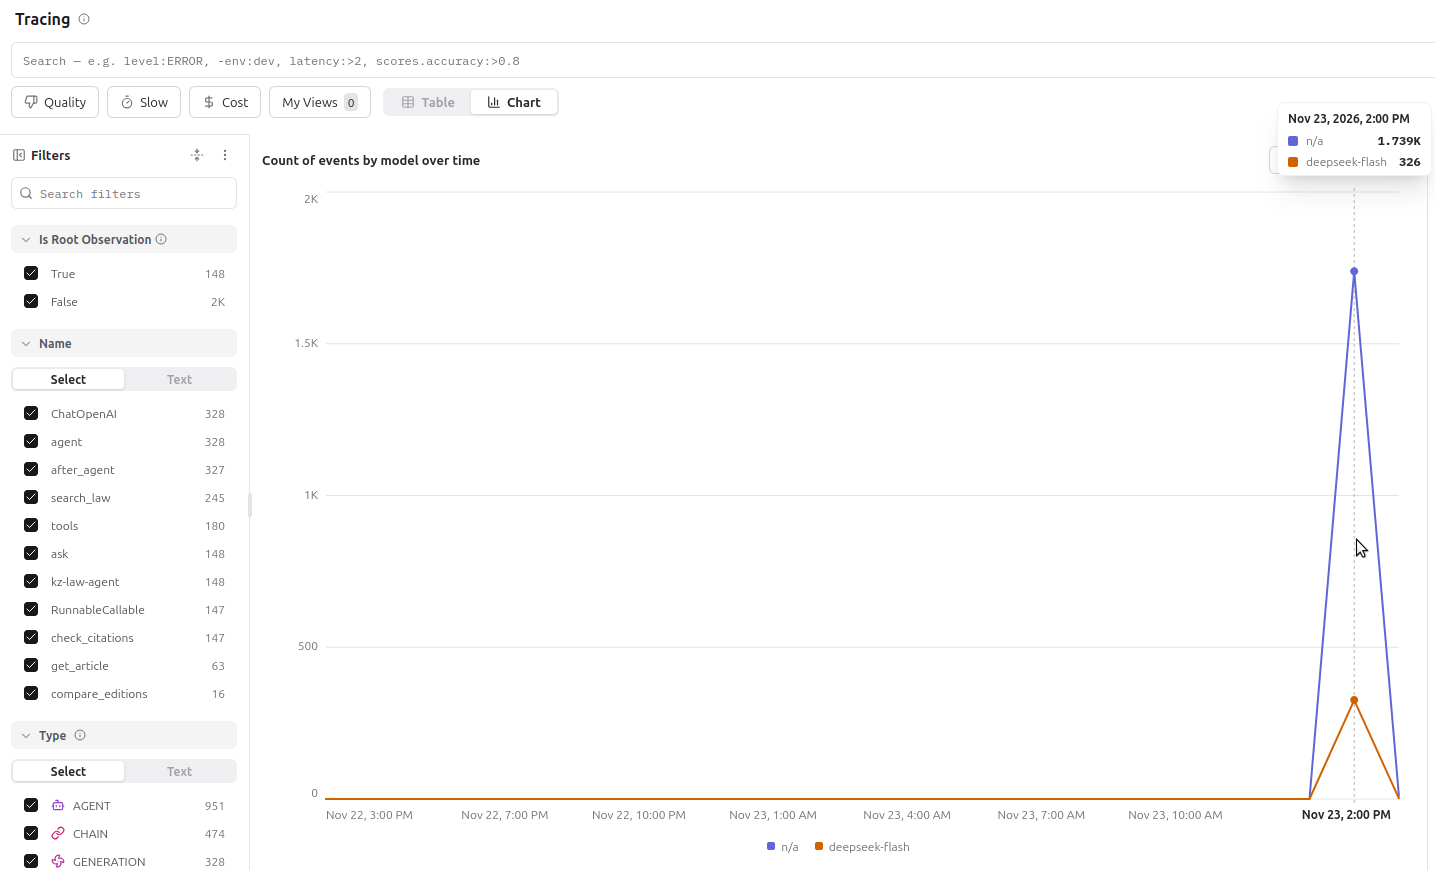 Tracing
Search — e.g. level:ERROR, -env:dev, latency:>2, scores.accuracy:>0.8
Quality
Slow
Cost
My Views 0
Table
Chart
Filters
Search filters
Is Root Observation
True 148
False 2K
Name
Select Text
ChatOpenAI 328
agent 328
after_agent 327
search_law 245
tools 180
ask 148
kz-law-agent 148
RunnableCallable 147
check_citations 147
get_article 63
compare_editions 16
Type
Select Text
AGENT 951
CHAIN 474
GENERATION 328
Count of events by model over time
Nov 23, 2026, 2:00 PM
n/a 1.739K
deepseek-flash 326
2K
1.5K
1K
500
0
Nov 22, 3:00 PM Nov 22, 7:00 PM Nov 22, 10:00 PM Nov 23, 1:00 AM Nov 23, 4:00 AM Nov 23, 7:00 AM Nov 23, 10:00 AM Nov 23, 2:00 PM
n/a deepseek-flash